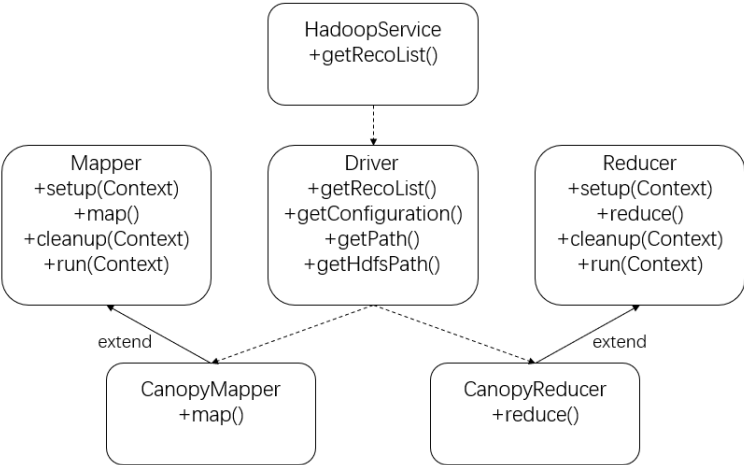 HadoopService
+getRecoList()
Mapper
+setup(Context)
+map()
+cleanup(Context)
+run(Context)
Driver
+getRecoList()
+getConfiguration()
+getPath()
+getHdfsPath()
Reducer
+setup(Context)
+reduce()
+cleanup(Context)
+run(Context)
extend
extend
CanopyMapper
+map()
CanopyReducer
+reduce()